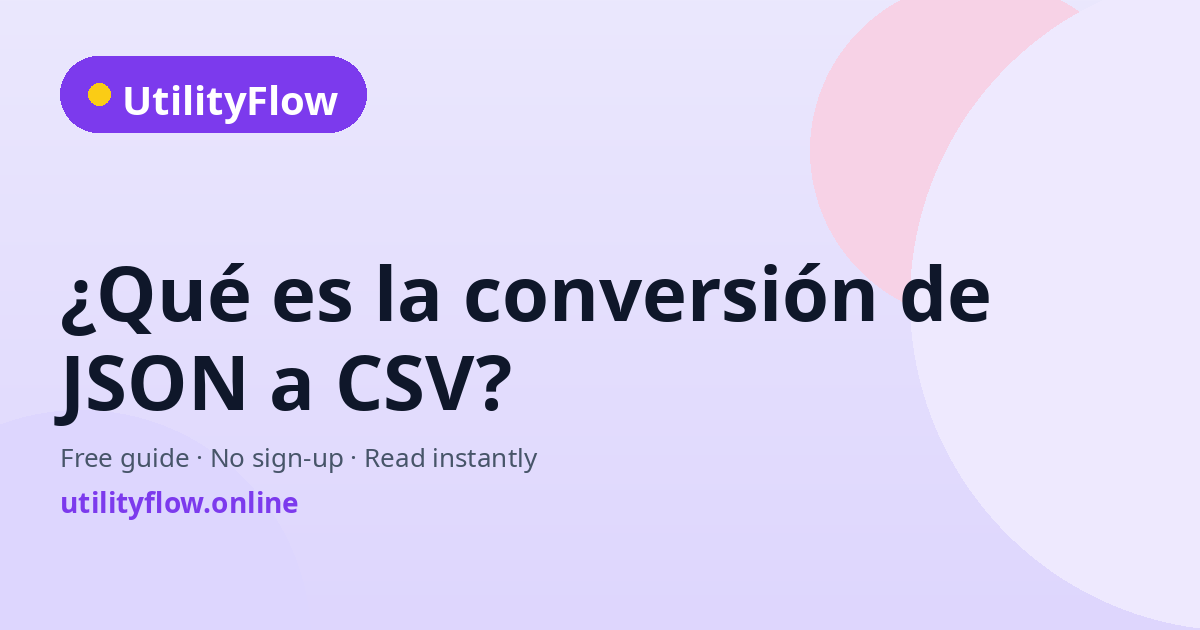 UtilityFlow
¿Qué es la conversión de
JSON a CSV?
Free guide · No sign-up · Read instantly
utilityflow.online